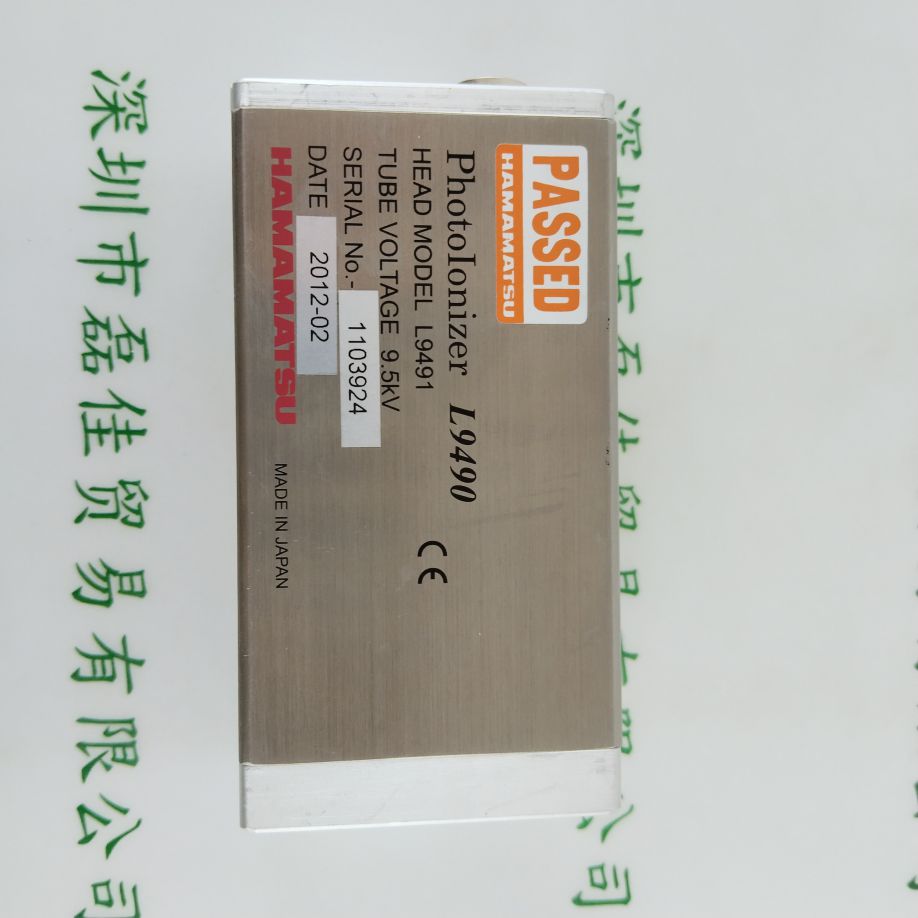 PASSED
HAMAMATSU
PhotoIonizer L9490
HEAD MODEL L9491
TUBE VOLTAGE 9.5kV
CE
SERIAL No.- 1103924
DATE 2012-02
HAMAMATSU MADE IN JAPAN
深圳市磊佳贸易有限公司